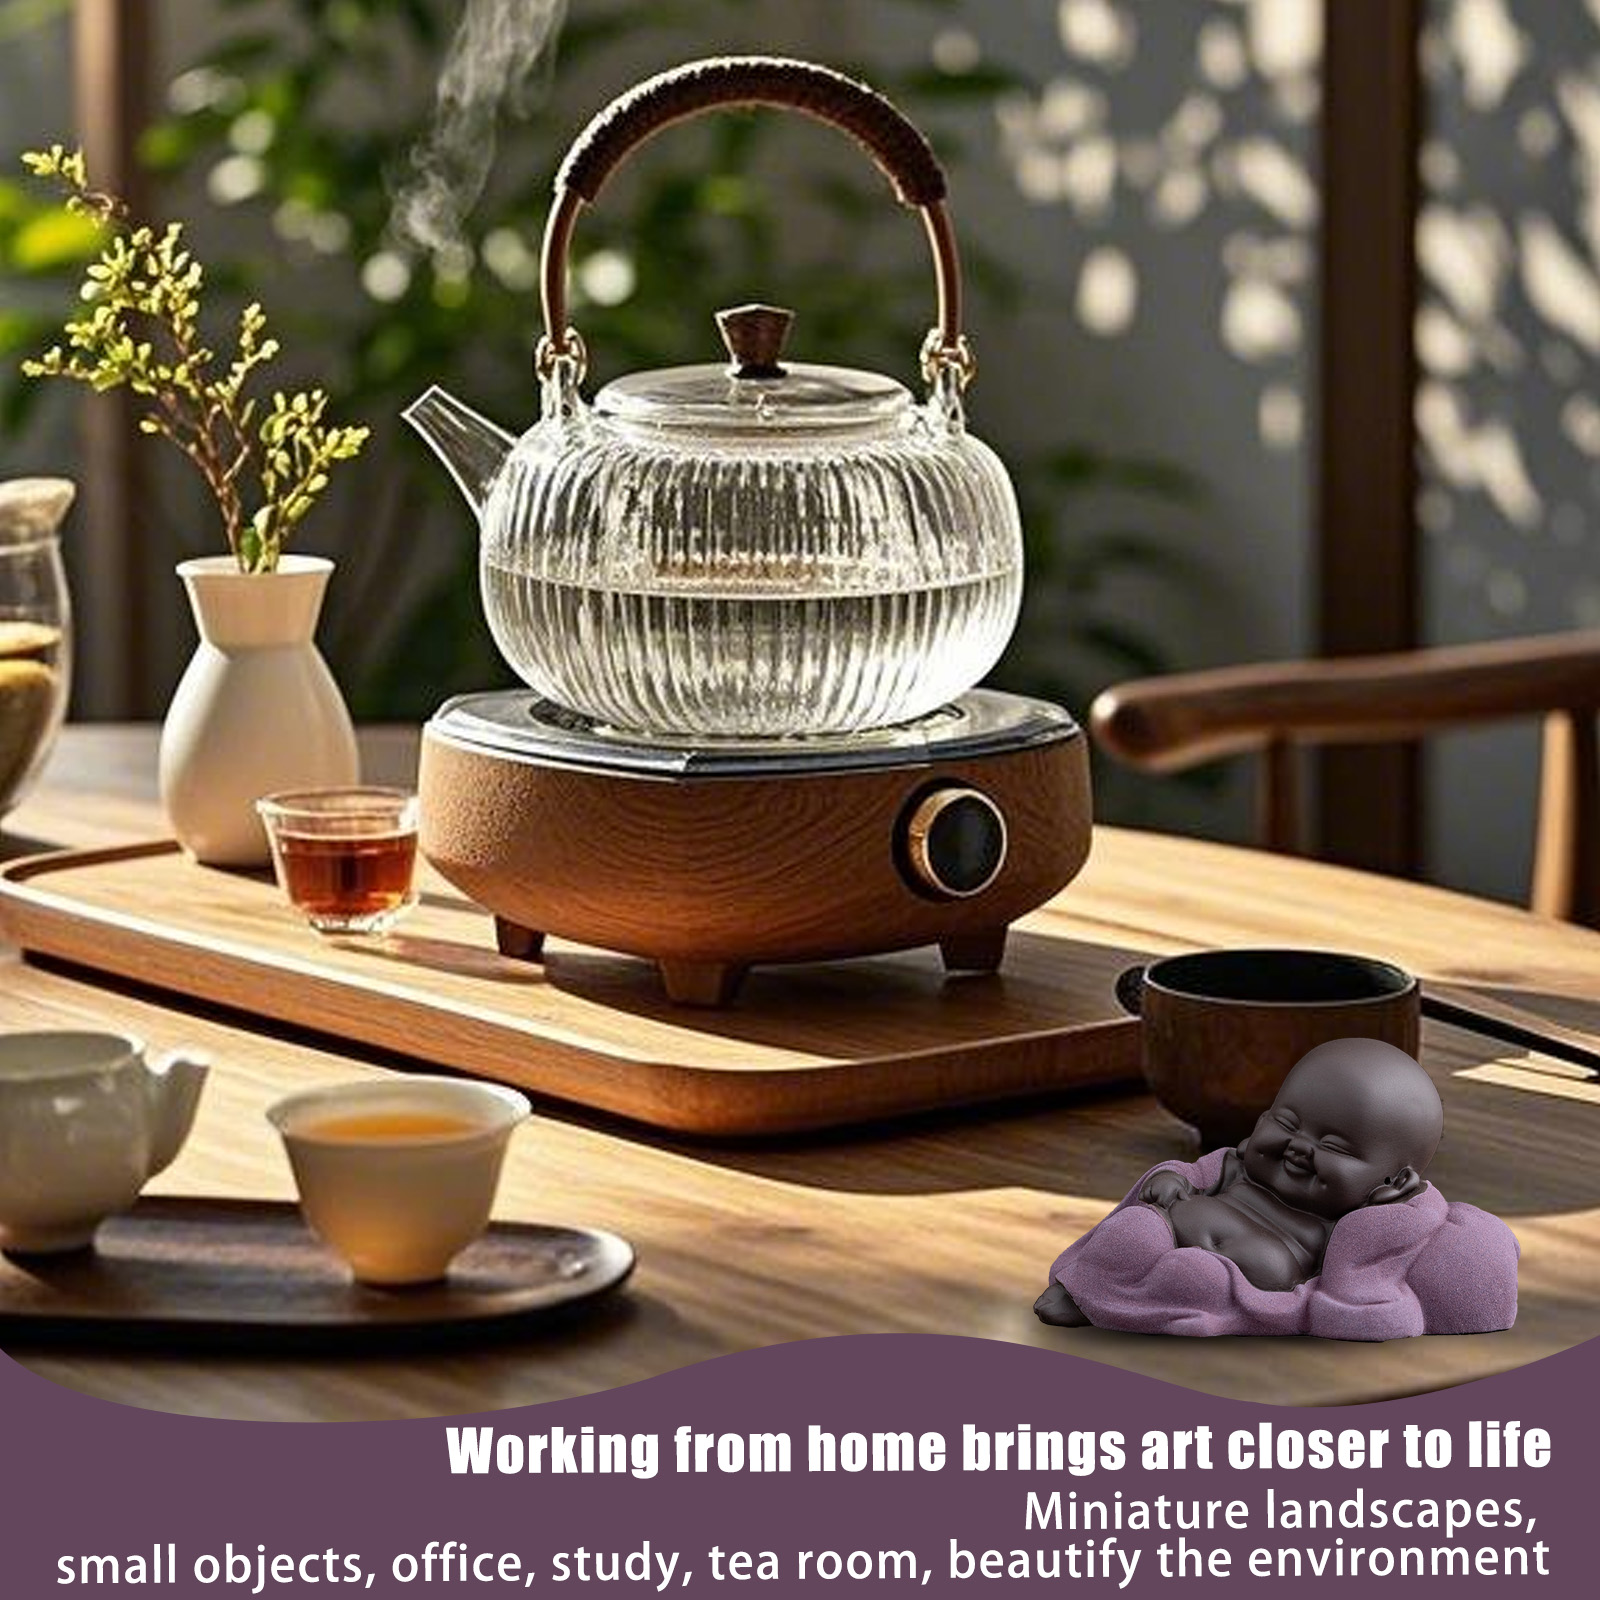 Working from home brings art closer to life
Miniature landscapes,
small objects, office, study, tea room, beautify the environment